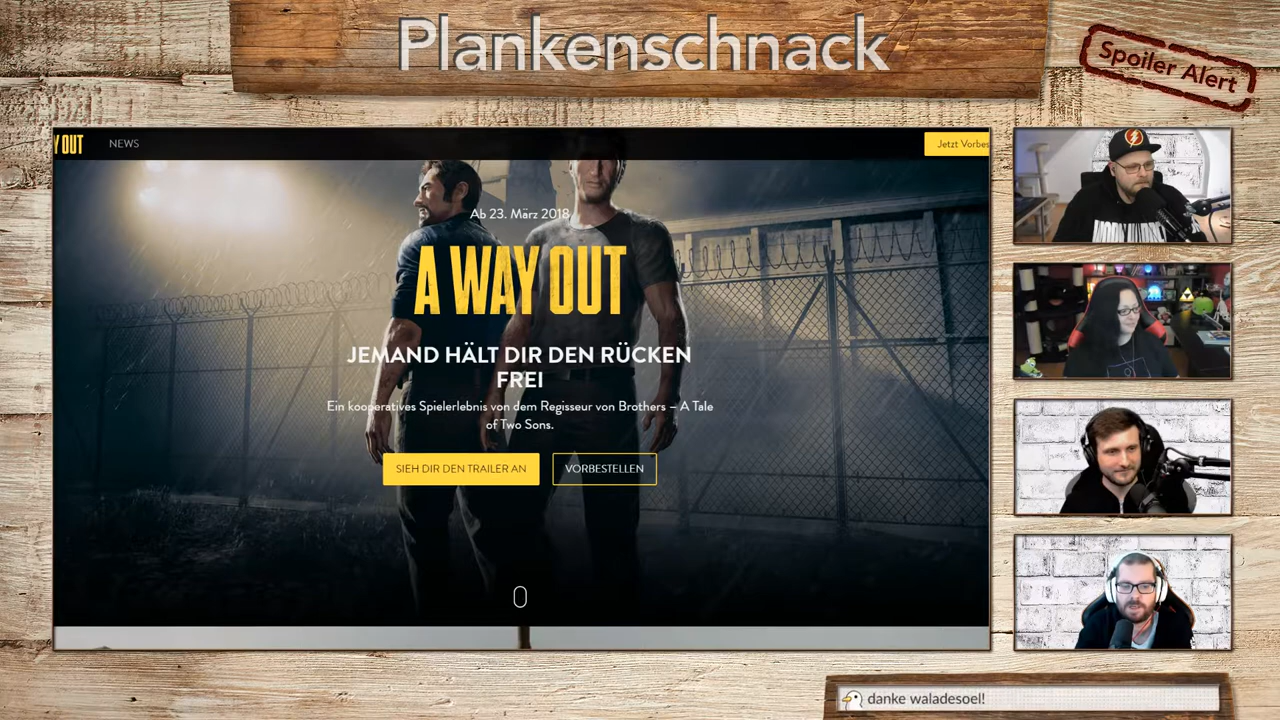 Plankenschnack
Spoiler Alert
Y OUT
NEWS
Jetzt Vorbes
Ab 23. März 2018
A WAY OUT
JEMAND HÄLT DIR DEN RÜCKEN
FREI
Ein kooperatives Spielerlebnis von dem Regisseur von Brothers – A Tale
of Two Sons.
SIEH DIR DEN TRAILER AN
VORBESTELLEN
danke waladesoel!